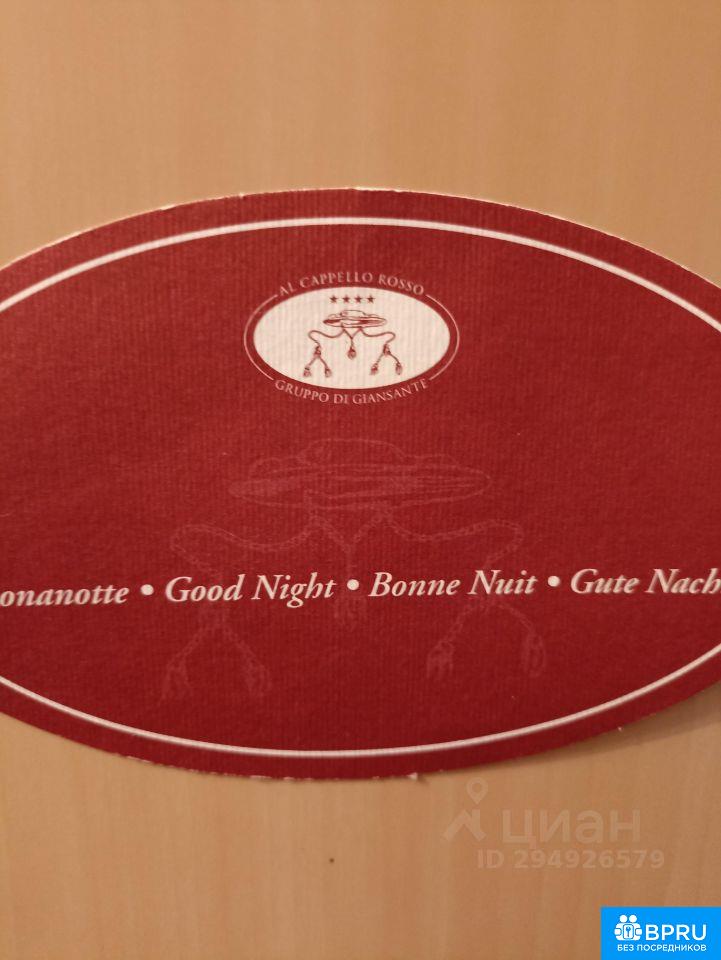 AL CAPPELLO ROSSO
★★★★
GRUPPO DI GIANSANTE
onanotte • Good Night • Bonne Nuit • Gute Nach
циан
ID 294926579
BPRU
БЕЗ ПОСРЕДНИКОВ